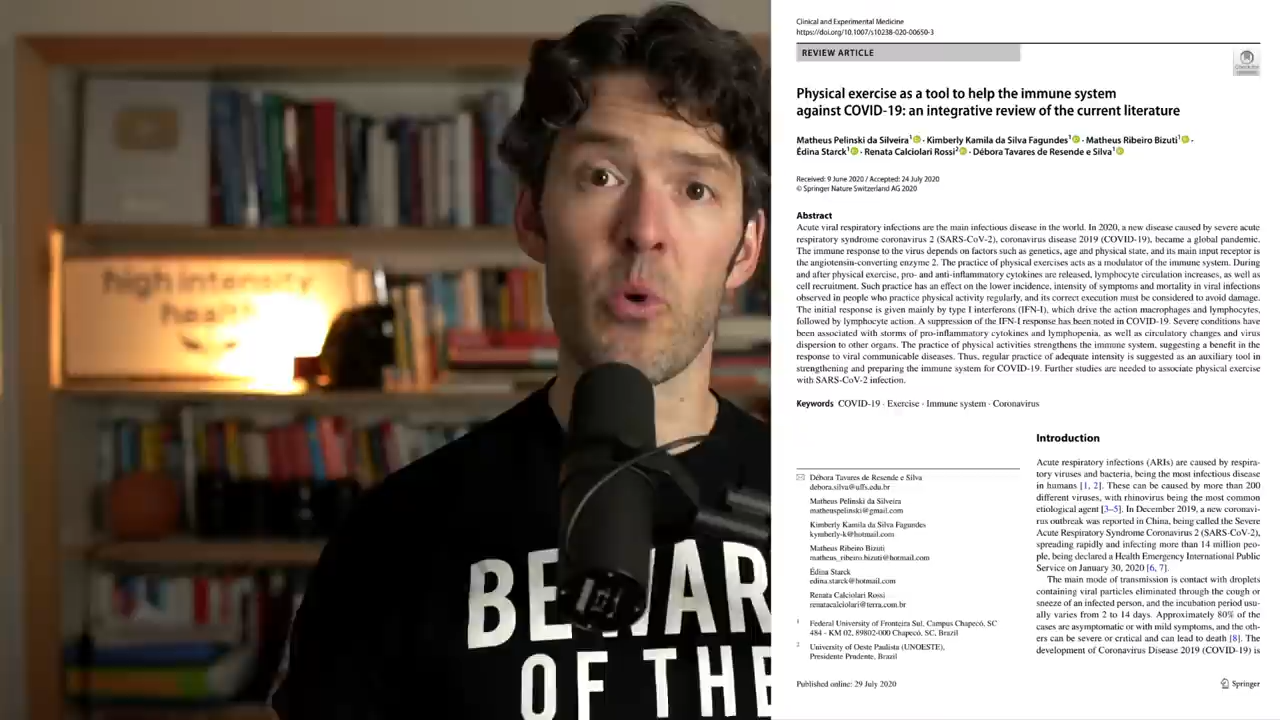 high intensity
health
BEWAR
OF THE
Clinical and Experimental Medicine
https://doi.org/10.1007/s10238-020-00650-3
REVIEW ARTICLE
Check for
updates
Physical exercise as a tool to help the immune system
against COVID-19: an integrative review of the current literature
Matheus Pelinski da Silveira1 · Kimberly Kamila da Silva Fagundes1 · Matheus Ribeiro Bizuti1 ·
Édina Starck1 · Renata Calciolari Rossi2 · Débora Tavares de Resende e Silva1
Received: 9 June 2020 / Accepted: 24 July 2020
© Springer Nature Switzerland AG 2020
Abstract
Acute viral respiratory infections are the main infectious disease in the world. In 2020, a new disease caused by severe acute
respiratory syndrome coronavirus 2 (SARS-CoV-2), coronavirus disease 2019 (COVID-19), became a global pandemic.
The immune response to the virus depends on factors such as genetics, age and physical state, and its main input receptor is
the angiotensin-converting enzyme 2. The practice of physical exercises acts as a modulator of the immune system. During
and after physical exercise, pro- and anti-inflammatory cytokines are released, lymphocyte circulation increases, as well as
cell recruitment. Such practice has an effect on the lower incidence, intensity of symptoms and mortality in viral infections
observed in people who practice physical activity regularly, and its correct execution must be considered to avoid damage.
The initial response is given mainly by type I interferons (IFN-I), which drive the action macrophages and lymphocytes,
followed by lymphocyte action. A suppression of the IFN-I response has been noted in COVID-19. Severe conditions have
been associated with storms of pro-inflammatory cytokines and lymphopenia, as well as circulatory changes and virus
dispersion to other organs. The practice of physical activities strengthens the immune system, suggesting a benefit in the
response to viral communicable diseases. Thus, regular practice of adequate intensity is suggested as an auxiliary tool in
strengthening and preparing the immune system for COVID-19. Further studies are needed to associate physical exercise
with SARS-CoV-2 infection.
Keywords COVID-19 · Exercise · Immune system · Coronavirus
Débora Tavares de Resende e Silva
debora.silva@uffs.edu.br
Matheus Pelinski da Silveira
matheuspelinski@gmail.com
Kimberly Kamila da Silva Fagundes
kymberly-k@hotmail.com
Matheus Ribeiro Bizuti
matheus_ribeiro.bizuti@hotmail.com
Édina Starck
edina.starck@hotmail.com
Renata Calciolari Rossi
renatacalciolari@terra.com.br
1 Federal University of Fronteira Sul, Campus Chapecó, SC
484 - KM 02, 89802-000 Chapecó, SC, Brazil
2 University of Oeste Paulista (UNOESTE),
Presidente Prudente, Brazil
Introduction
Acute respiratory infections (ARIs) are caused by respira-
tory viruses and bacteria, being the most infectious disease
in humans [1, 2]. These can be caused by more than 200
different viruses, with rhinovirus being the most common
etiological agent [3–5]. In December 2019, a new coronavi-
rus outbreak was reported in China, being called the Severe
Acute Respiratory Syndrome Coronavirus 2 (SARS-CoV-2),
spreading rapidly and infecting more than 14 million peo-
ple, being declared a Health Emergency International Public
Service on January 30, 2020 [6, 7].
The main mode of transmission is contact with droplets
containing viral particles eliminated through the cough or
sneeze of an infected person, and the incubation period usu-
ally varies from 2 to 14 days. Approximately 80% of the
cases are asymptomatic or with mild symptoms, and the oth-
ers can be severe or critical and can lead to death [8]. The
development of Coronavirus Disease 2019 (COVID-19) is
Published online: 29 July 2020
Springer